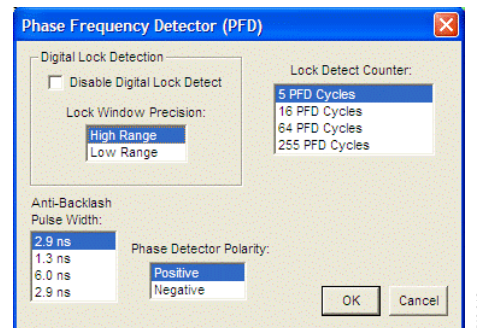 Phase Frequency Detector (PFD)
Digital Lock Detection
Disable Digital Lock Detect
Lock Window Precision:
High Range
Low Range
Lock Detect Counter:
5 PFD Cycles
16 PFD Cycles
64 PFD Cycles
255 PFD Cycles
Anti-Backlash
Pulse Width:
2.9 ns
1.3 ns
6.0 ns
2.9 ns
Phase Detector Polarity:
Positive
Negative
OK
Cancel